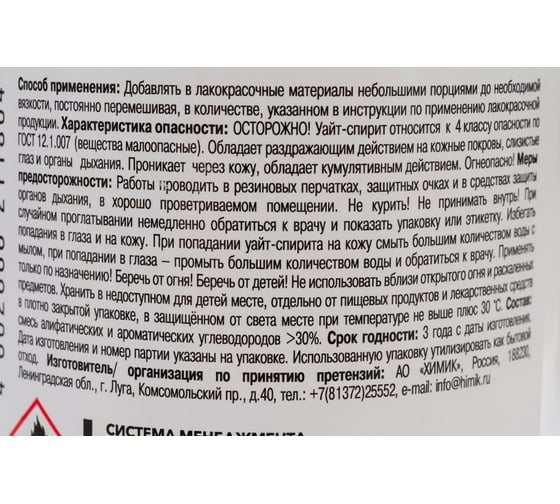 Способ применения: Добавлять в лакокрасочные материалы небольшими порциями до необходимой
вязкости, постоянно перемешивая, в количестве, указанном в инструкции по применению лакокрасочной
продукции. Характеристика опасности: ОСТОРОЖНО! Уайт-спирит относится к 4 классу опасности по
ГОСТ 12.1.007 (вещества малоопасные). Обладает раздражающим действием на кожные покровы, слизистые
глаз и органы дыхания. Проникает через кожу, обладает кумулятивным действием. Огнеопасно! Меры
предосторожности: Работы проводить в резиновых перчатках, защитных очках и в средствах защиты
органов дыхания, в хорошо проветриваемом помещении. Не курить! Не принимать внутрь! При
случайном проглатывании немедленно обратиться к врачу и показать упаковку или этикетку. Избегать
попадания в глаза и на кожу. При попадании уайт-спирита на кожу смыть большим количеством воды с
мылом, при попадании в глаза – промыть большим количеством воды и обратиться к врачу. Применять
только по назначению! Беречь от огня! Беречь от детей! Не использовать вблизи открытого огня и раскаленных
предметов. Хранить в недоступном для детей месте, отдельно от пищевых продуктов и лекарственных средств
в плотно закрытой упаковке, в защищённом от света месте при температуре не выше плюс 30 °С. Состав:
смесь алифатических и ароматических углеводородов >30%. Срок годности: 3 года с даты изготовления.
Дата изготовления и номер партии указаны на упаковке. Использованную упаковку утилизировать как бытовой
отход. Изготовитель/ организация по принятию претензий: АО «ХИМИК», Россия, 188230,
Ленинградская обл., г. Луга, Комсомольский пр., д.40, тел.: +7(81372)25552, e-mail: info@himik.ru
СИСТЕМА МЕНЕДЖМЕНТА